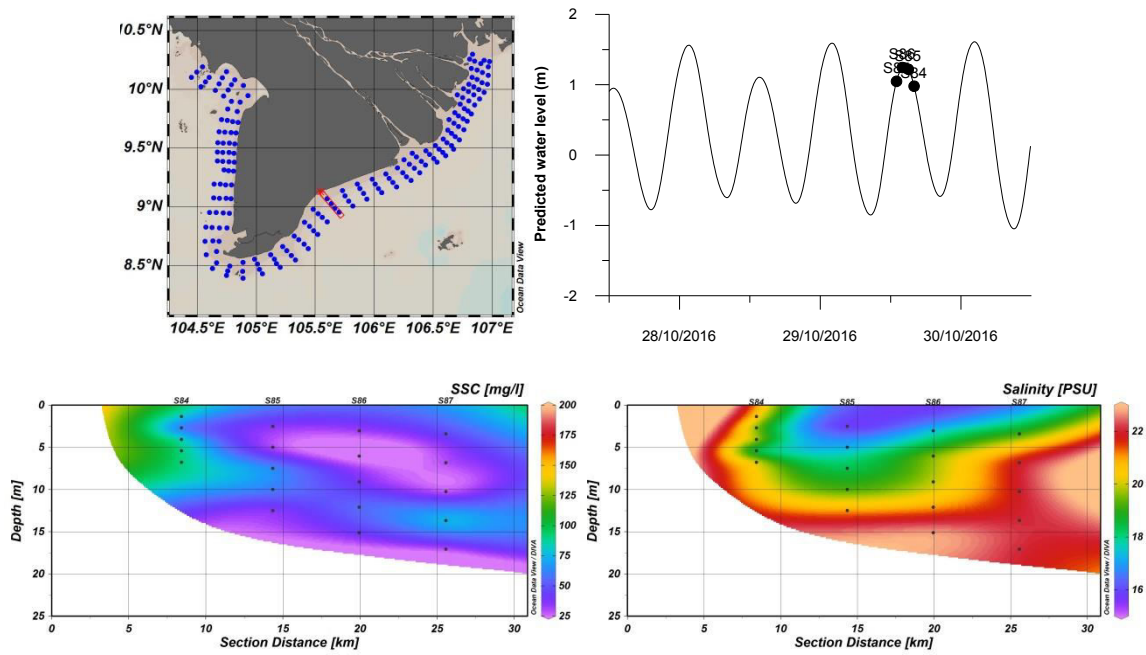 .0.5°N
10°N
9.5°N
9°N
8.5°N
104.5°E 105°E 105.5°E 106°E 106.5°E 107°E
Ocean Data View
Predicted water level (m)
2
1
0
-1
-2
S86
S85
S84
28/10/2016 29/10/2016 30/10/2016
SSC [mg/l]
S84 S85 S86 S87
Depth [m]
0
5
10
15
20
25
0 5 10 15 20 25 30
Section Distance [km]
200
175
150
125
100
75
50
25
Ocean Data View / DIVA
Salinity [PSU]
S84 S85 S86 S87
Depth [m]
0
5
10
15
20
25
0 5 10 15 20 25 30
Section Distance [km]
22
20
18
16
Ocean Data View / DIVA